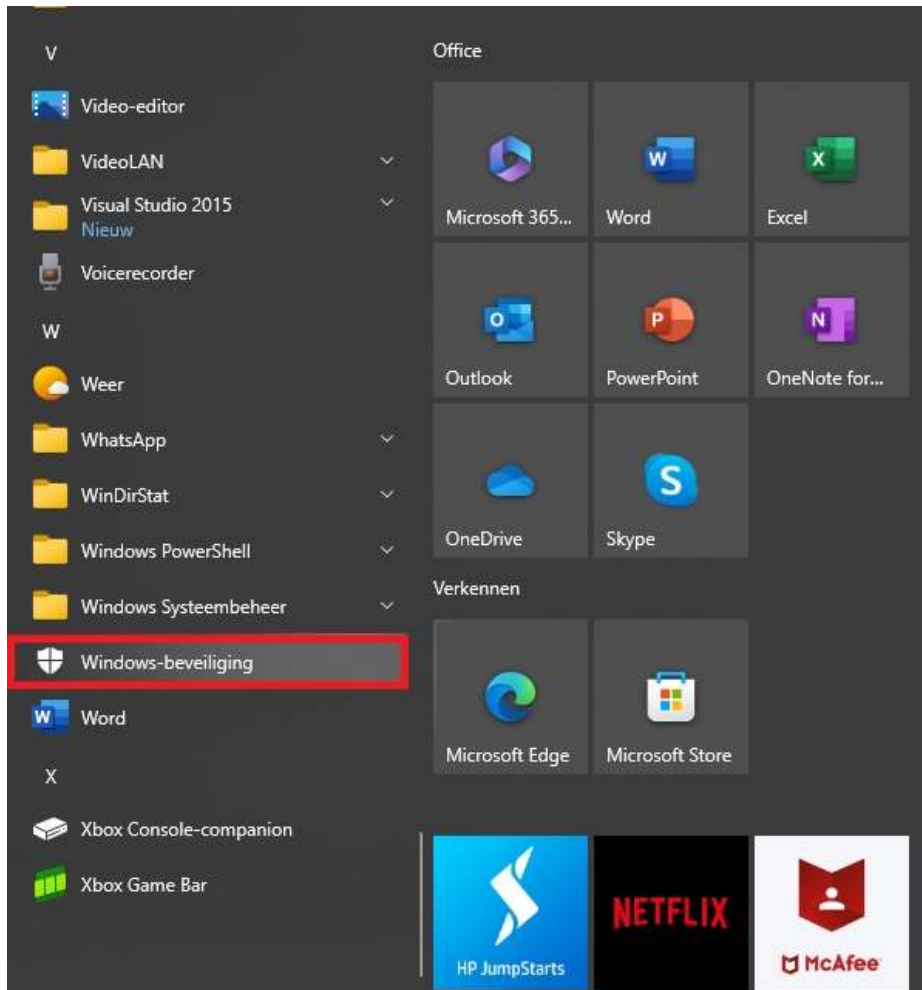 V
Video-editor
VideoLAN
Visual Studio 2015
Nieuw
Voicerecorder
W
Weer
WhatsApp
WinDirStat
Windows PowerShell
Windows Systeembeheer
Windows-beveiliging
Word
X
Xbox Console-companion
Xbox Game Bar
Office
Microsoft 365...
Word
Excel
Outlook
PowerPoint
OneNote for...
OneDrive
Skype
Verkennen
Microsoft Edge
Microsoft Store
HP JumpStarts
NETFLIX
McAfee